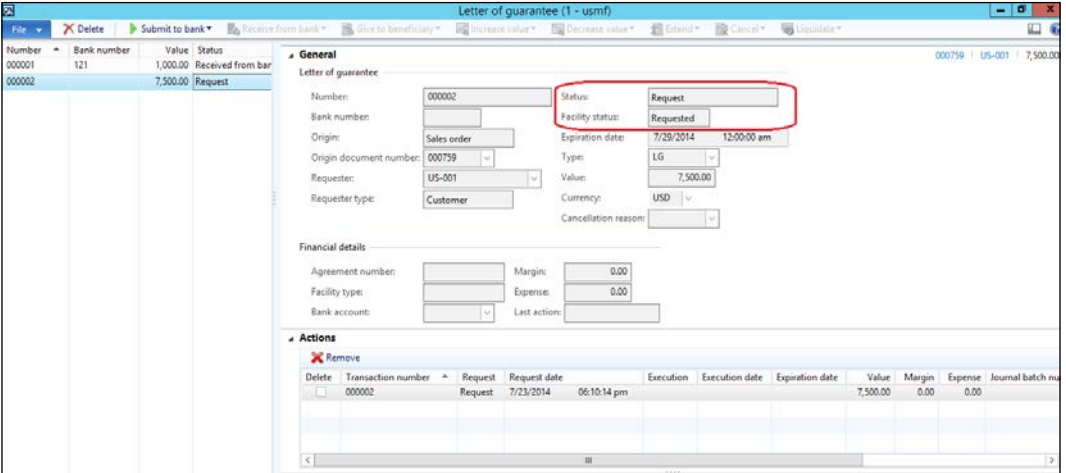 Letter of guarantee (1 - usmf)
File Delete Submit to bank Receive from bank Give to beneficiary Increase value Decrease value Extend Cancel Liquidate
Number Bank number Value Status
000001 121 1,000.00 Received from bar
000002 7,500.00 Request
General 000759 US-001 7,500.00
Letter of guarantee
Number: 000002 Status: Request
Bank number: Facility status: Requested
Origin: Sales order Expiration date: 7/29/2014 12:00:00 am
Origin document number: 000759 Type: LG
Requester: US-001 Value: 7,500.00
Requester type: Customer Currency: USD
Cancellation reason:
Financial details
Agreement number: Margin: 0.00
Facility type: Expense: 0.00
Bank account: Last action:
Actions
Remove
Delete Transaction number Request Request date Execution Execution date Expiration date Value Margin Expense Journal batch nu
000002 Request 7/23/2014 06:10:14 pm 7,500.00 0.00 0.00